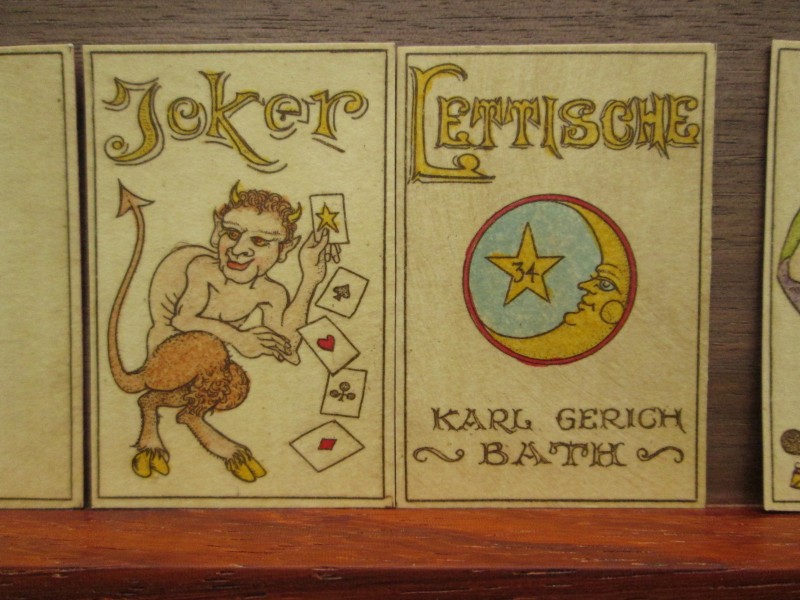 Joker
LETTISCHE
34
KARL GERICH
BATH